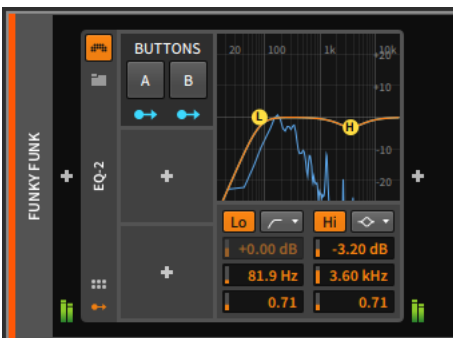 FUNKY FUNK
EQ-2
BUTTONS
A B
20 100 1k 10k
+20
+10
-10
-20
L
H
Lo Hi
+0.00 dB -3.20 dB
81.9 Hz 3.60 kHz
0.71 0.71